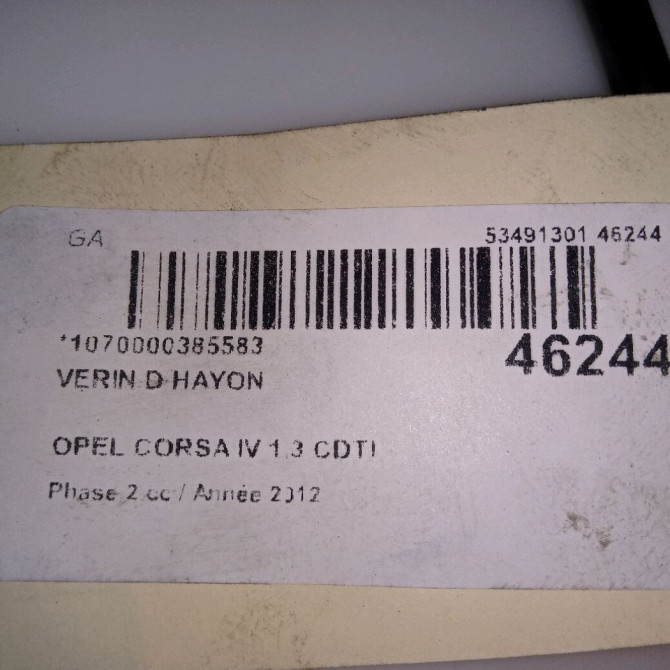 GA 53491301 46244
*1070000385583 46244
VERIN D HAYON
OPEL CORSA IV 1.3 CDTI
Phase 2 cc / Année 2012